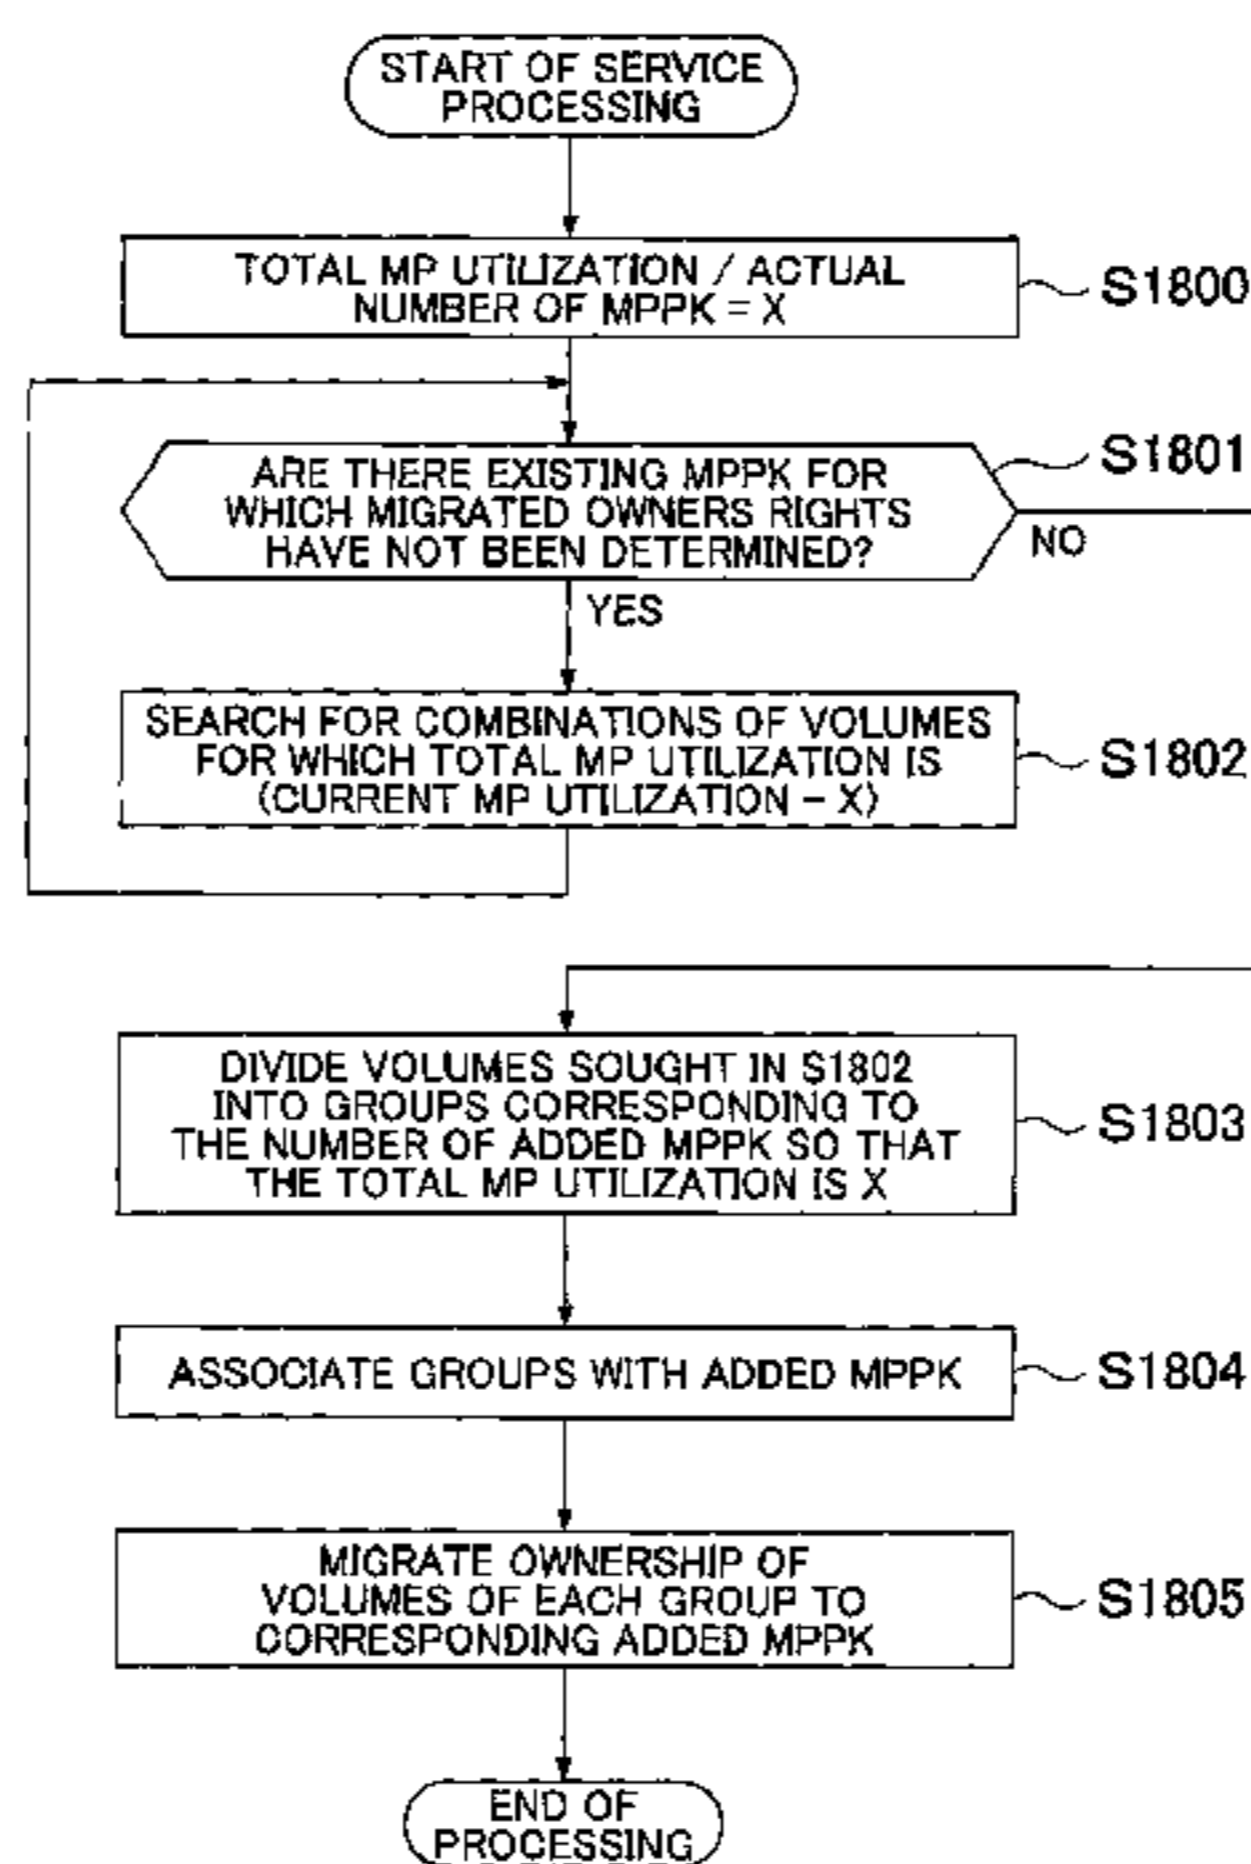 START OF SERVICE
PROCESSING
TOTAL MP UTILIZATION / ACTUAL
NUMBER OF MPPK = X
S1800
ARE THERE EXISTING MPPK FOR
WHICH MIGRATED OWNERS RIGHTS
HAVE NOT BEEN DETERMINED?
S1801
NO
YES
SEARCH FOR COMBINATIONS OF VOLUMES
FOR WHICH TOTAL MP UTILIZATION IS
(CURRENT MP UTILIZATION – X)
S1802
DIVIDE VOLUMES SOUGHT IN S1802
INTO GROUPS CORRESPONDING TO
THE NUMBER OF ADDED MPPK SO THAT
THE TOTAL MP UTILIZATION IS X
S1803
ASSOCIATE GROUPS WITH ADDED MPPK
S1804
MIGRATE OWNERSHIP OF
VOLUMES OF EACH GROUP TO
CORRESPONDING ADDED MPPK
S1805
END OF
PROCESSING